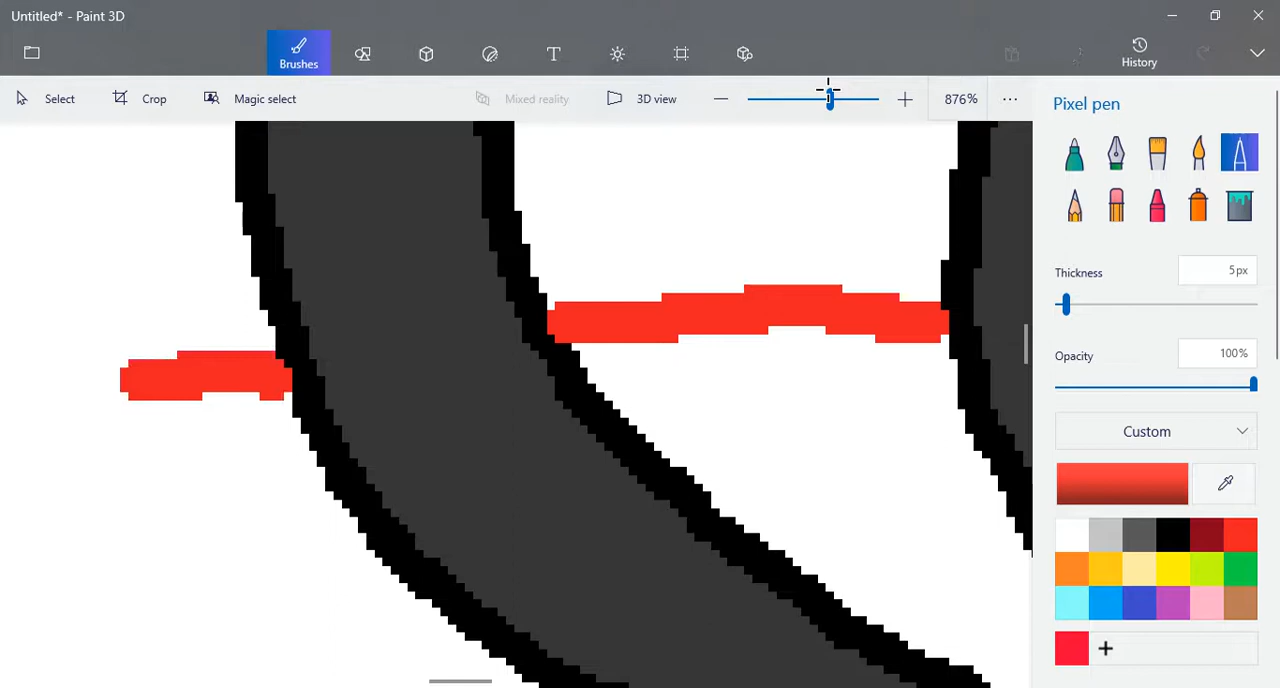 Untitled* - Paint 3D
Brushes
T
History
Select
Crop
Magic select
Mixed reality
3D view
876%
Pixel pen
Thickness
5px
Opacity
100%
Custom